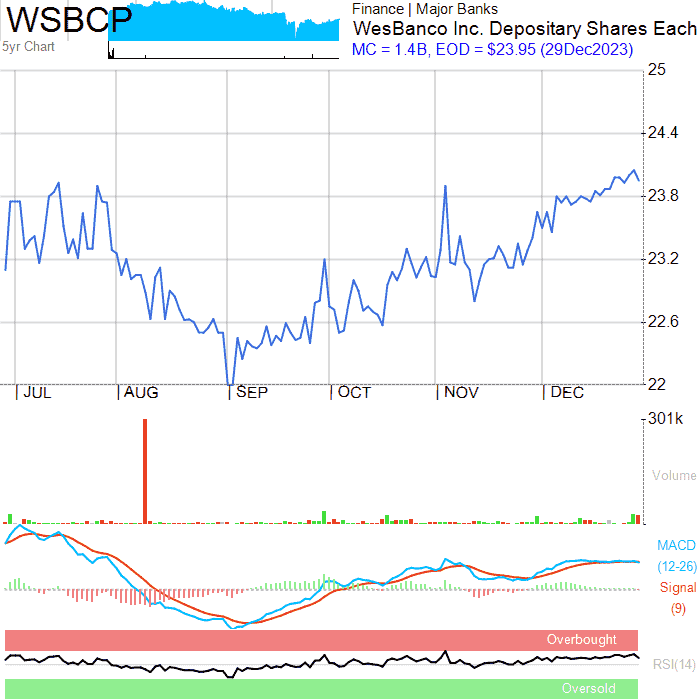 WSBCP
5yr Chart
Finance | Major Banks
WesBanco Inc. Depositary Shares Each
MC = 1.4B, EOD = $23.95 (29Dec2023)
25
24.4
23.8
23.2
22.6
22
| JUL | AUG | SEP | OCT | NOV | DEC
301k
Volume
MACD
(12-26)
Signal
(9)
Overbought
RSI(14)
Oversold